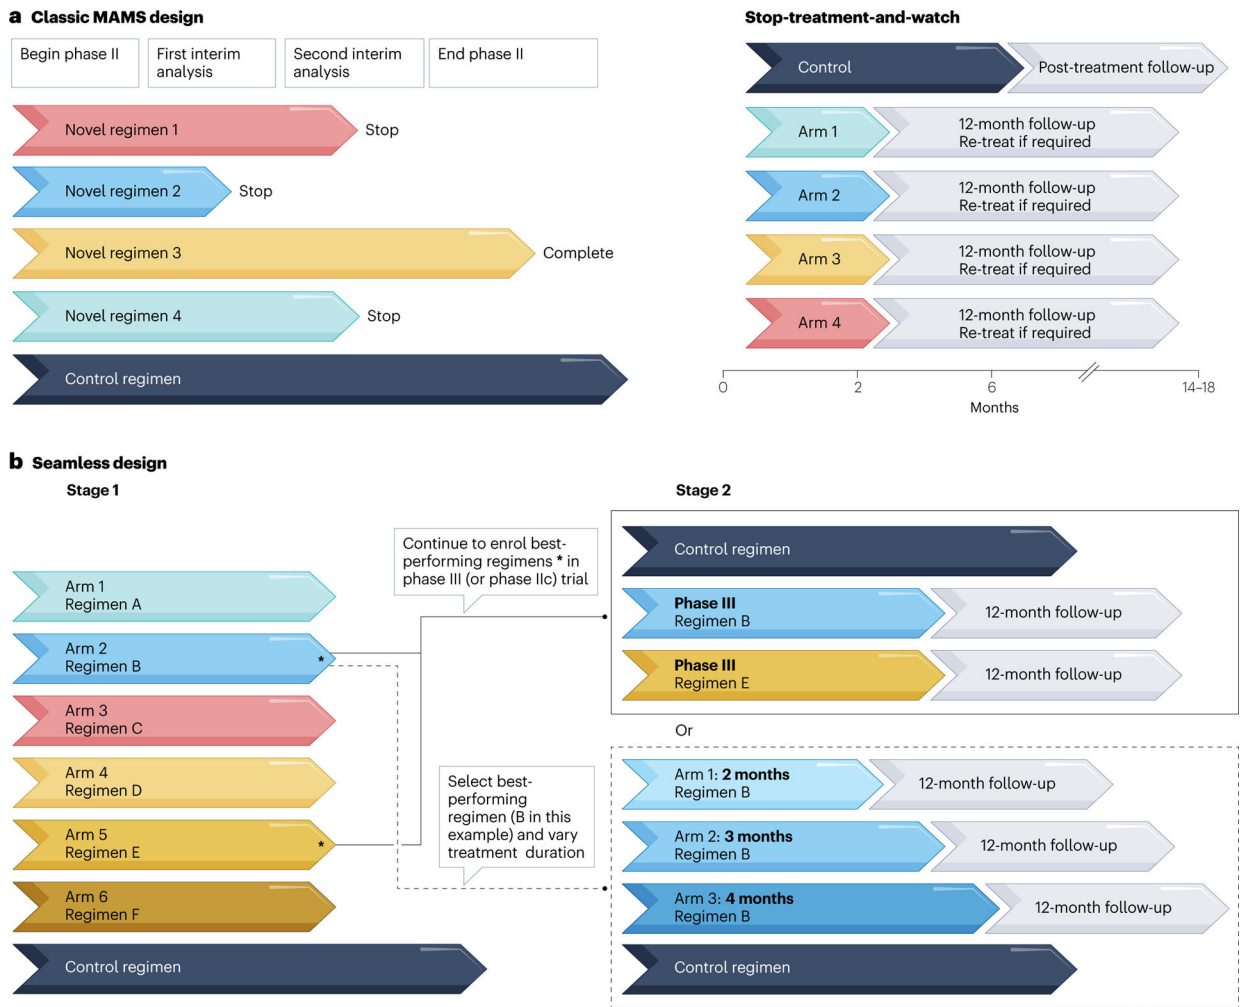 a Classic MAMS design
Begin phase II
First interim
analysis
Second interim
analysis
End phase II
Novel regimen 1
Stop
Novel regimen 2
Stop
Novel regimen 3
Complete
Novel regimen 4
Stop
Control regimen
Stop-treatment-and-watch
Control
Post-treatment follow-up
Arm 1
12-month follow-up
Re-treat if required
Arm 2
12-month follow-up
Re-treat if required
Arm 3
12-month follow-up
Re-treat if required
Arm 4
12-month follow-up
Re-treat if required
0 2 6 14–18
Months
b Seamless design
Stage 1
Arm 1
Regimen A
Arm 2
Regimen B
*
Arm 3
Regimen C
Arm 4
Regimen D
Arm 5
Regimen E
*
Arm 6
Regimen F
Control regimen
Continue to enrol best-
performing regimens * in
phase III (or phase IIc) trial
Select best-
performing
regimen (B in this
example) and vary
treatment duration
Stage 2
Control regimen
Phase III
Regimen B
12-month follow-up
Phase III
Regimen E
12-month follow-up
Or
Arm 1: 2 months
Regimen B
12-month follow-up
Arm 2: 3 months
Regimen B
12-month follow-up
Arm 3: 4 months
Regimen B
12-month follow-up
Control regimen